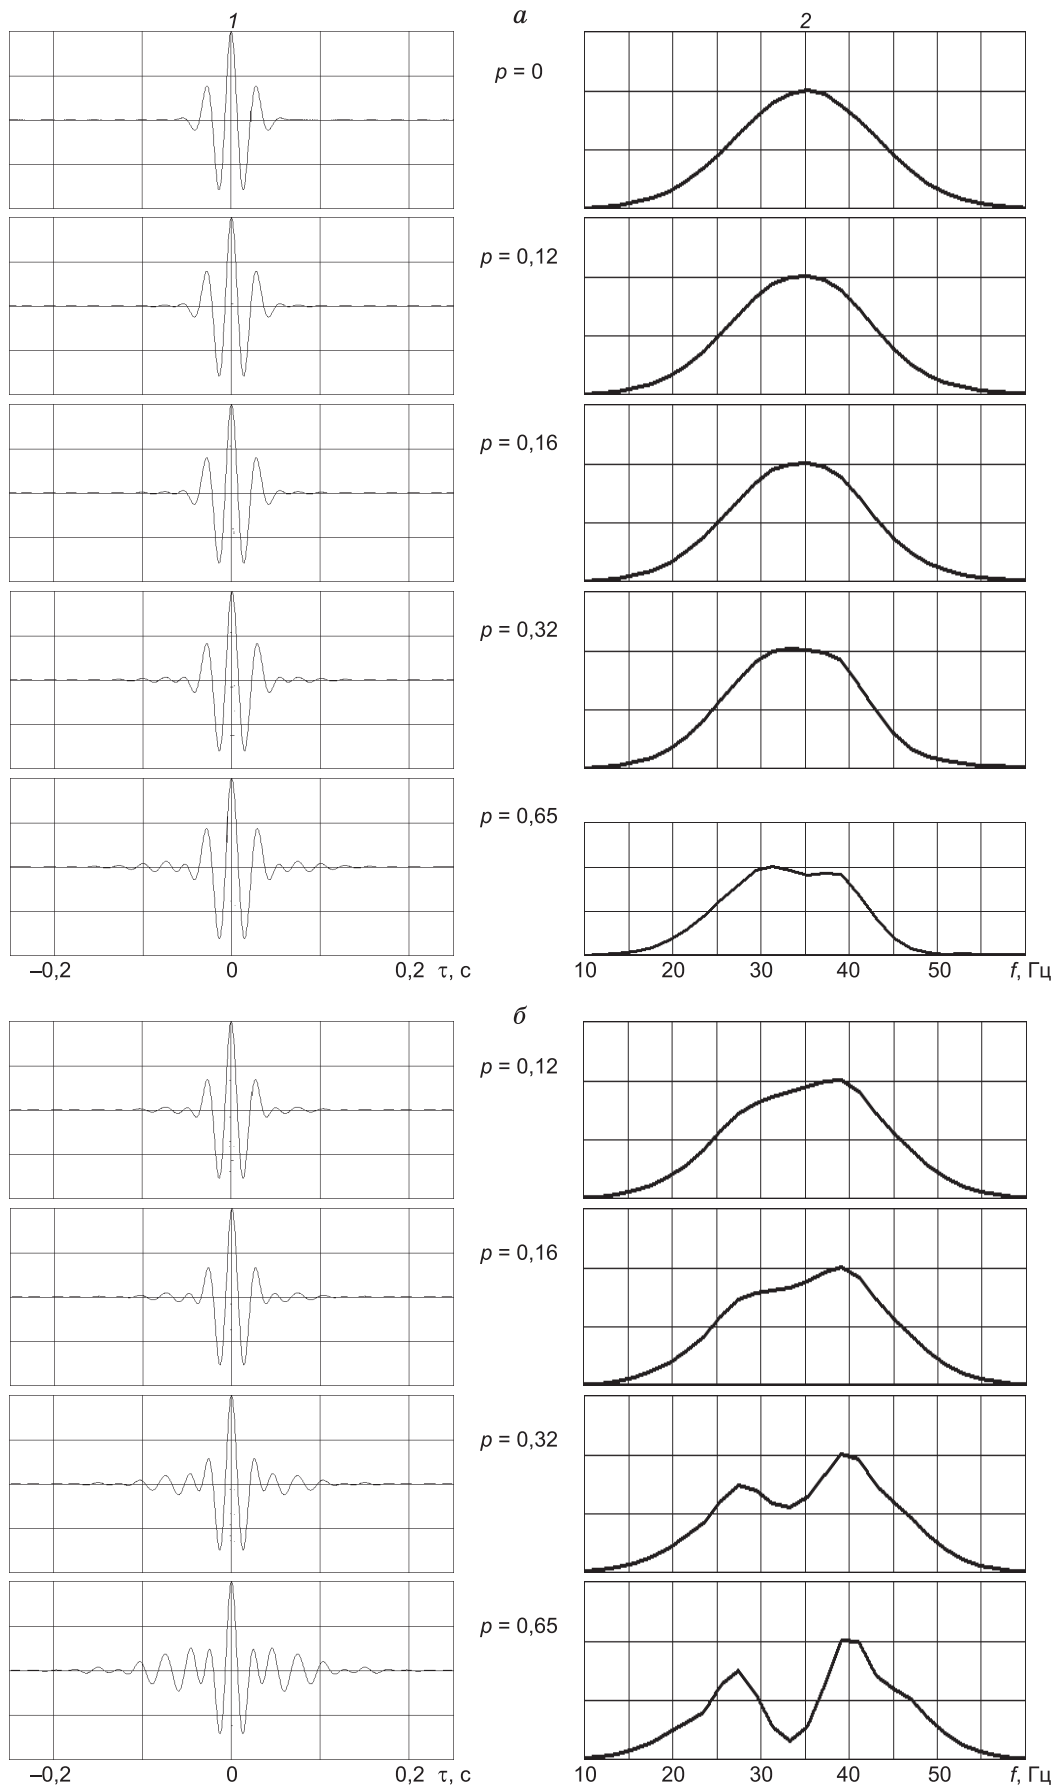 1 а 2
p = 0
p = 0,12
p = 0,16
p = 0,32
p = 0,65
–0,2 0 0,2 τ, с 10 20 30 40 50 f, Гц
б
p = 0,12
p = 0,16
p = 0,32
p = 0,65
–0,2 0 0,2 τ, с 10 20 30 40 50 f, Гц